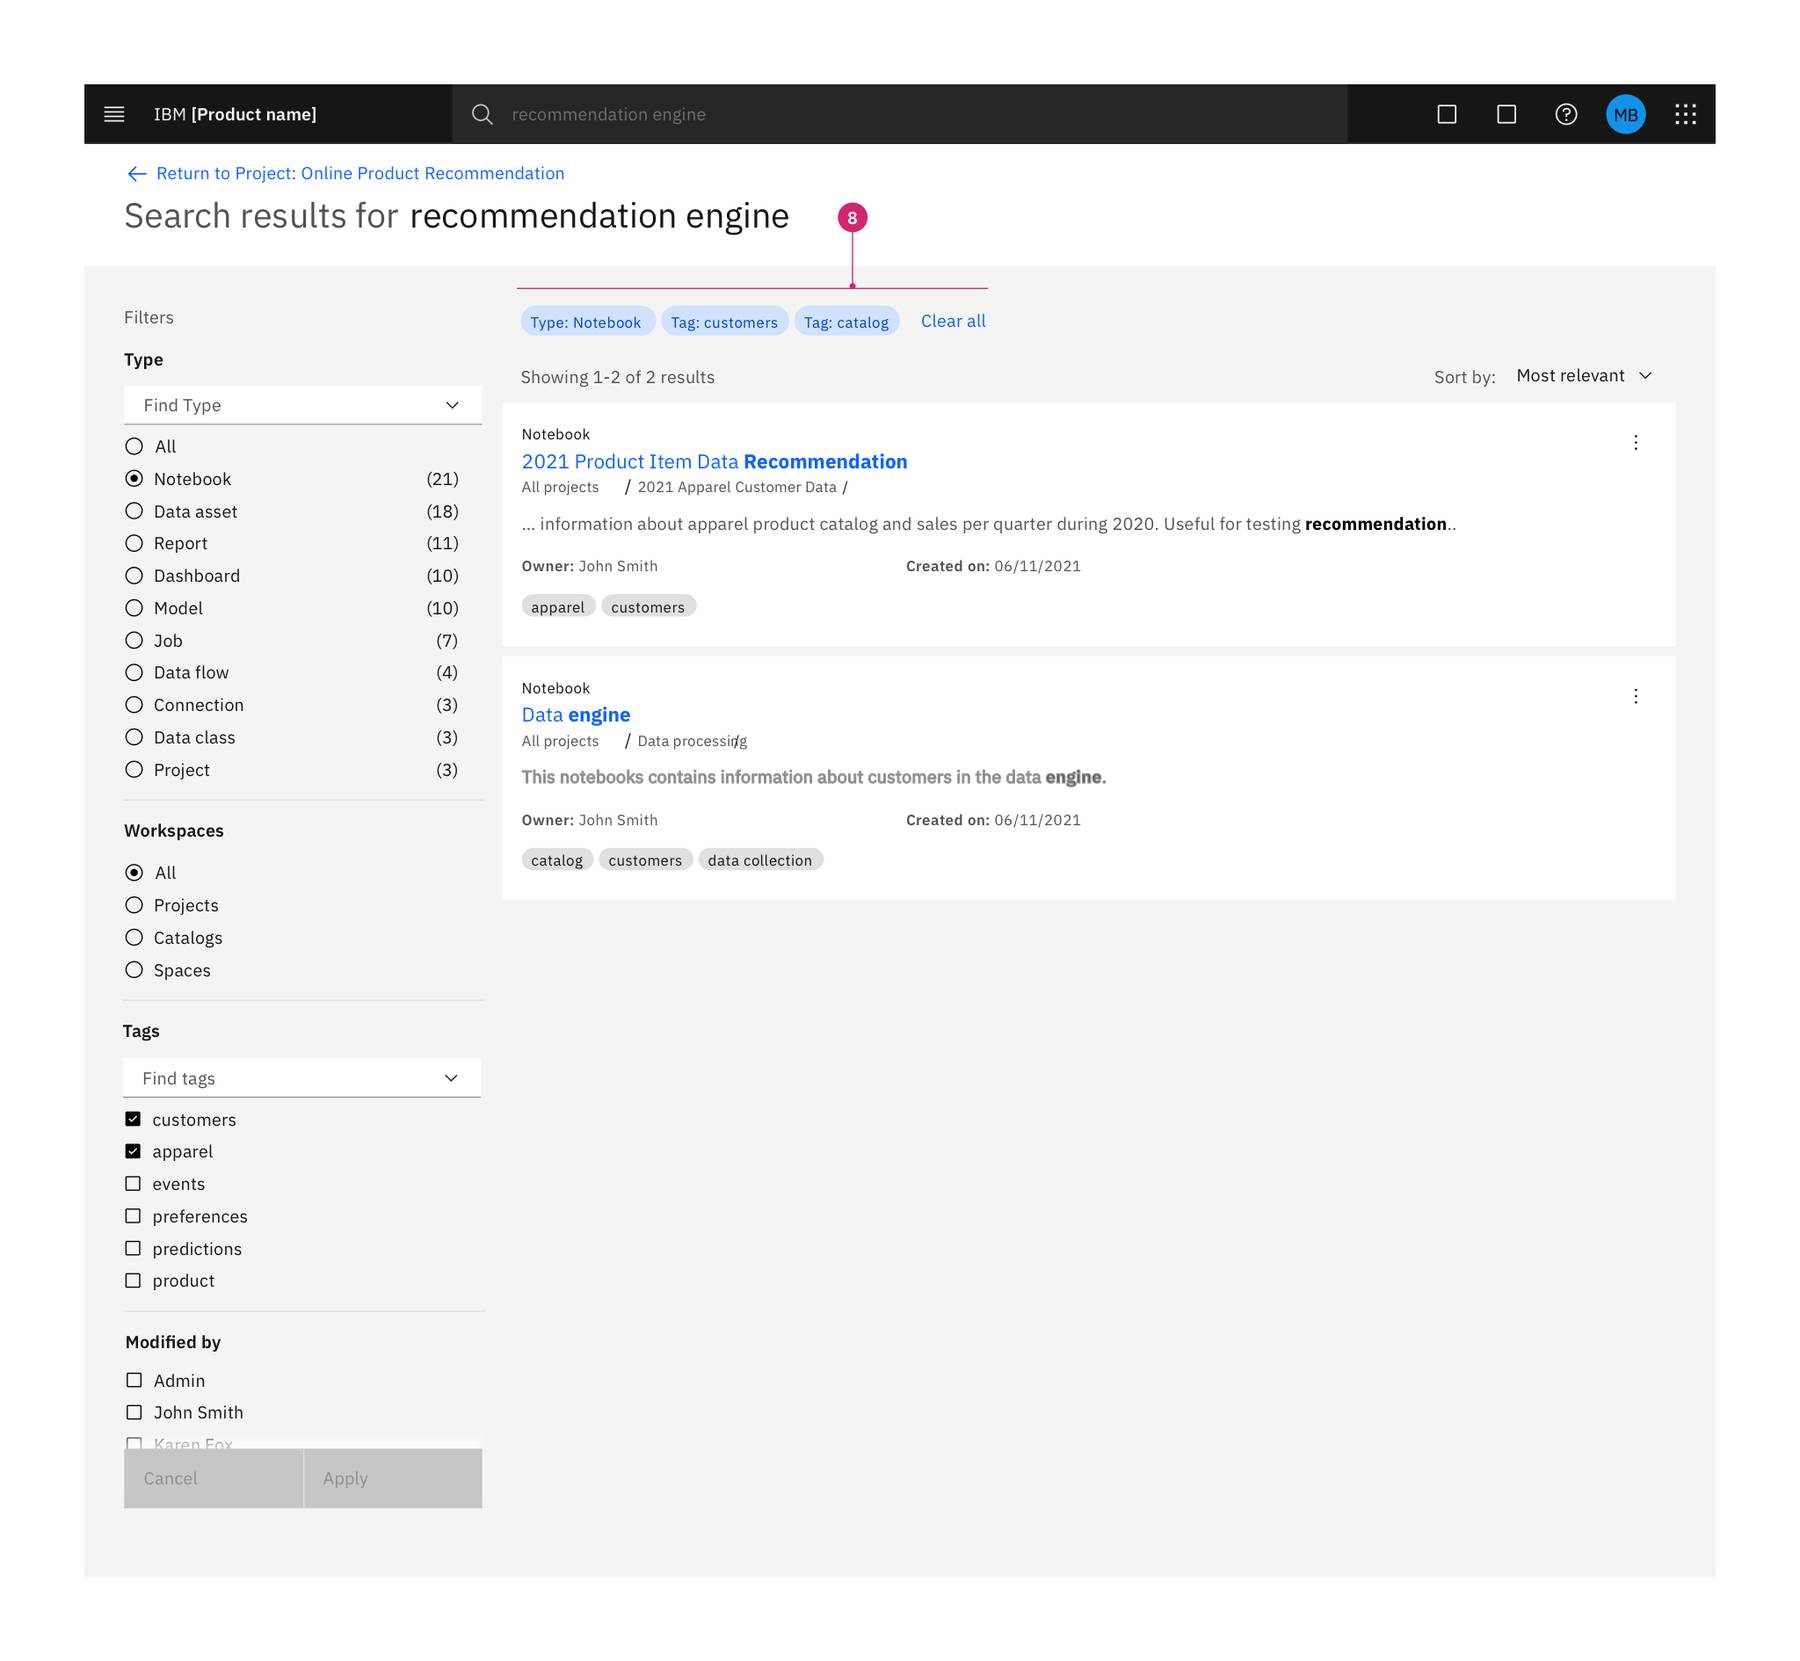 IBM [Product name]
recommendation engine
MB
Return to Project: Online Product Recommendation
Search results for recommendation engine
8
Filters
Type: Notebook
Tag: customers
Tag: catalog
Clear all
Type
Showing 1-2 of 2 results
Sort by: Most relevant
Find Type
All
Notebook (21)
Data asset (18)
Report (11)
Dashboard (10)
Model (10)
Job (7)
Data flow (4)
Connection (3)
Data class (3)
Project (3)
Workspaces
All
Projects
Catalogs
Spaces
Tags
Find tags
customers
apparel
events
preferences
predictions
product
Modified by
Admin
John Smith
Karen Fox
Cancel
Apply
Notebook
2021 Product Item Data Recommendation
All projects / 2021 Apparel Customer Data /
... information about apparel product catalog and sales per quarter during 2020. Useful for testing recommendation..
Owner: John Smith
Created on: 06/11/2021
apparel
customers
Notebook
Data engine
All projects / Data processing /
This notebooks contains information about customers in the data engine.
Owner: John Smith
Created on: 06/11/2021
catalog
customers
data collection